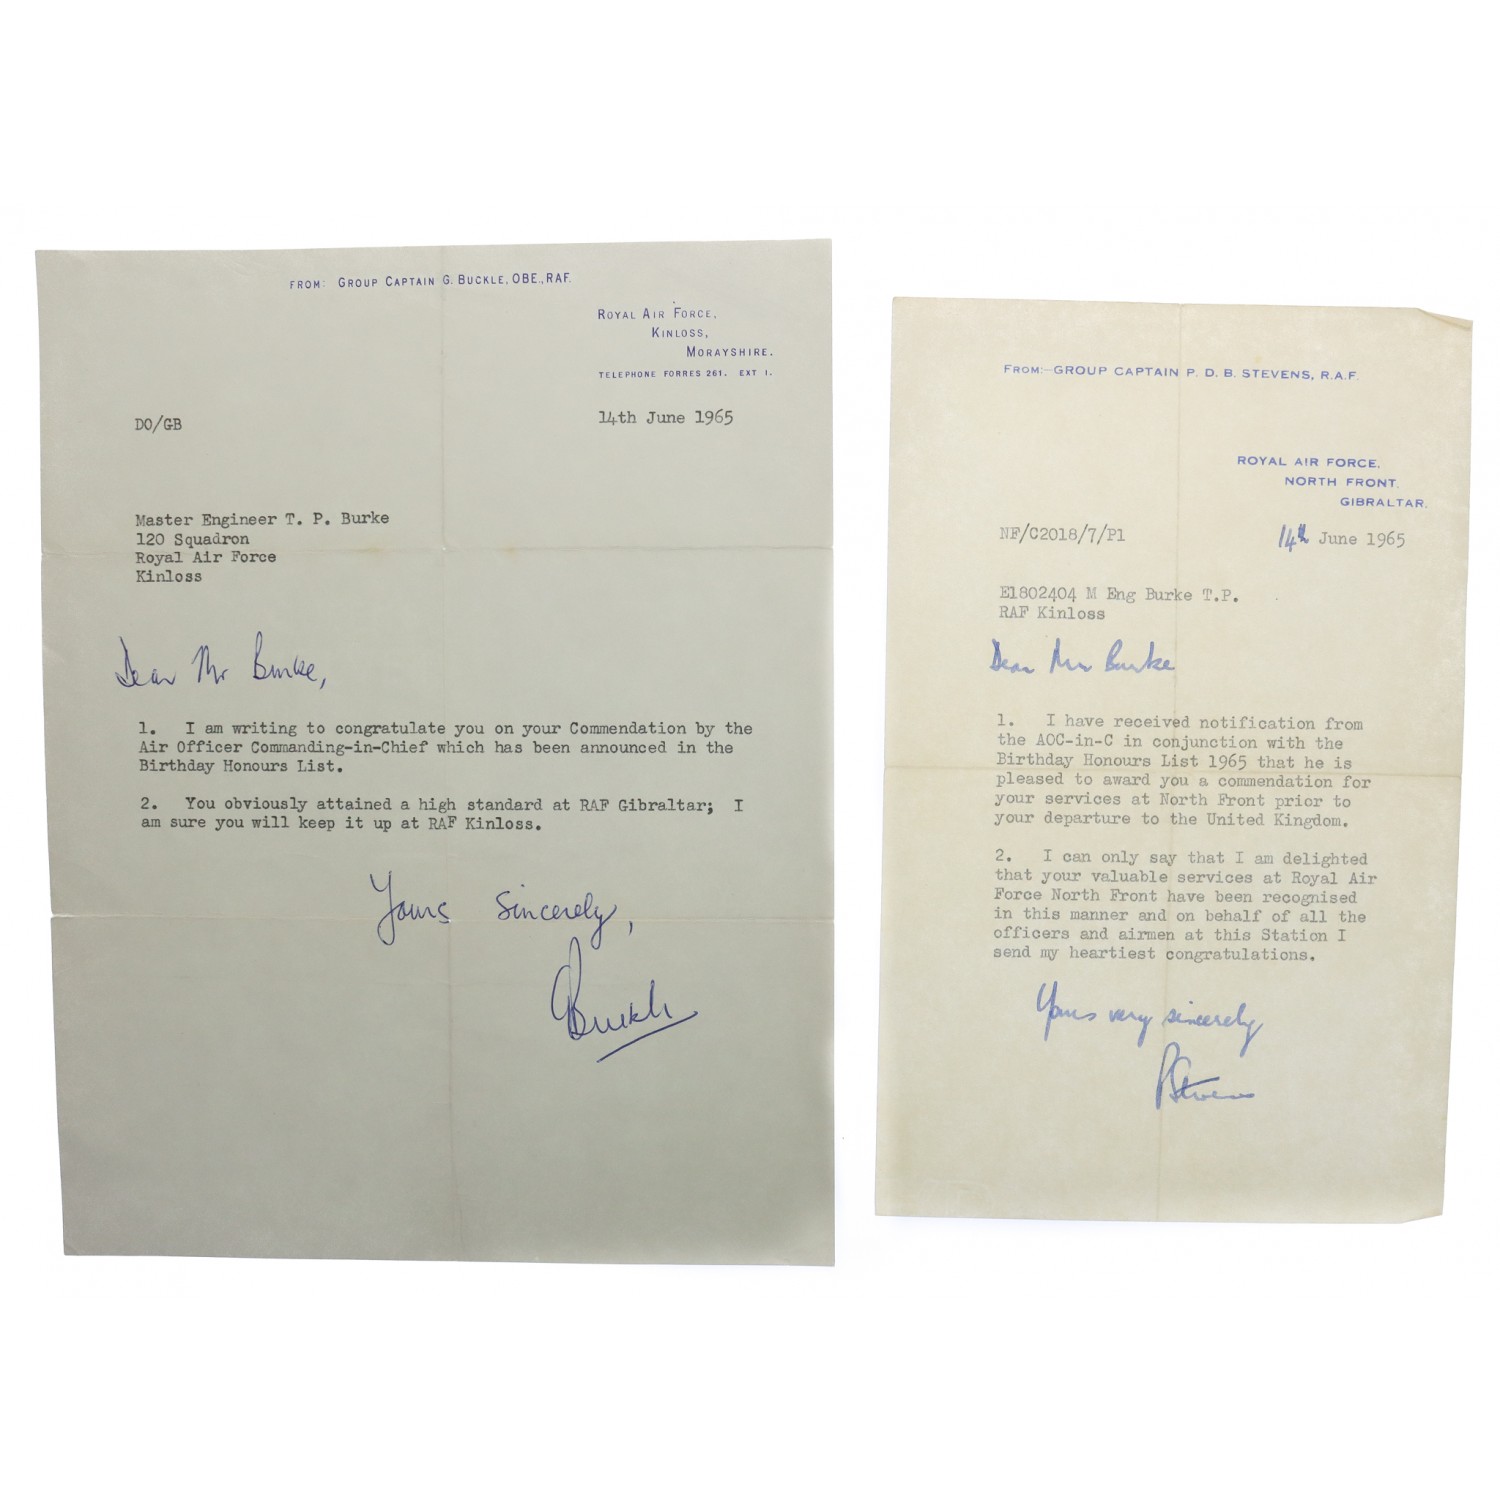 FROM: GROUP CAPTAIN G. BUCKLE, OBE., RAF.
ROYAL AIR FORCE,
KINLOSS,
MORAYSHIRE.
TELEPHONE FORRES 261. EXT 1.
DO/GB
14th June 1965
Master Engineer T. P. Burke
120 Squadron
Royal Air Force
Kinloss
Dear Mr Burke,
1. I am writing to congratulate you on your Commendation by the
Air Officer Commanding-in-Chief which has been announced in the
Birthday Honours List.
2. You obviously attained a high standard at RAF Gibraltar; I
am sure you will keep it up at RAF Kinloss.
Yours sincerely,
GBuckle
FROM:- GROUP CAPTAIN P. D. B. STEVENS, R.A.F.
ROYAL AIR FORCE,
NORTH FRONT.
GIBRALTAR.
NF/C2018/7/P1
14th June 1965
E1802404 M Eng Burke T.P.
RAF Kinloss
Dear Mr Burke
1. I have received notification from
the AOC-in-C in conjunction with the
Birthday Honours List 1965 that he is
pleased to award you a commendation for
your services at North Front prior to
your departure to the United Kingdom.
2. I can only say that I am delighted
that your valuable services at Royal Air
Force North Front have been recognised
in this manner and on behalf of all the
officers and airmen at this Station I
send my heartiest congratulations.
Yours very sincerely
PStevens